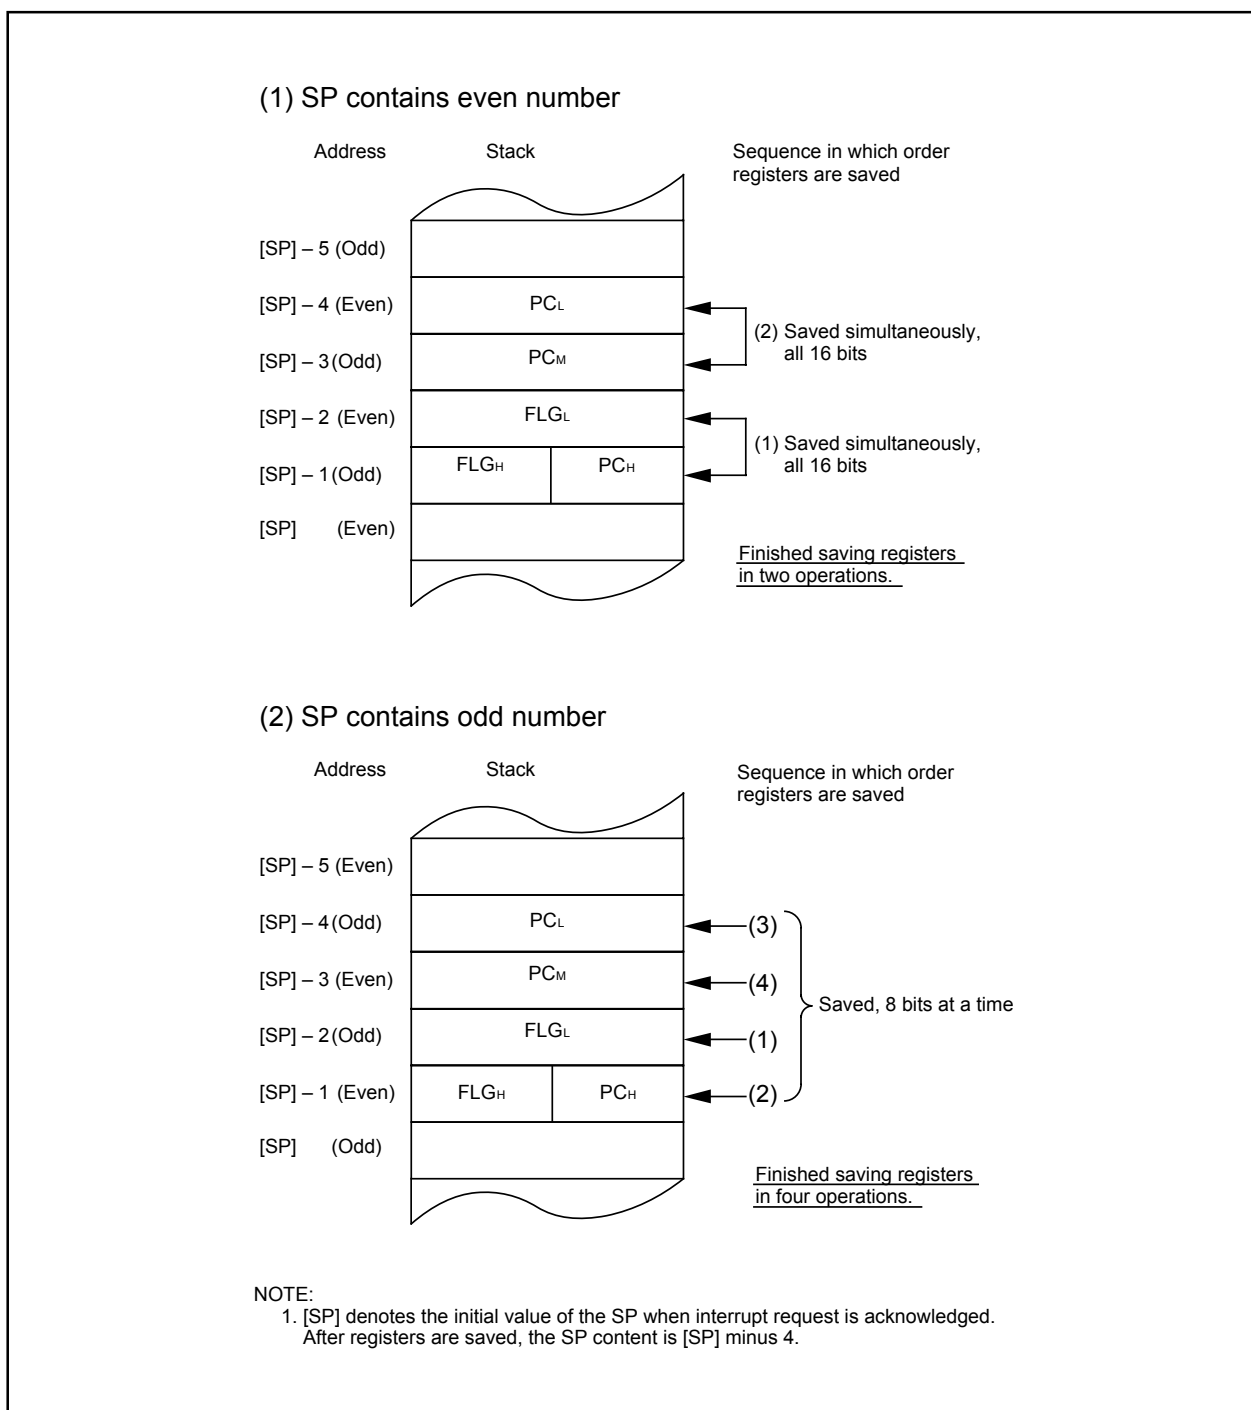 (1) SP contains even number
Address Stack Sequence in which order
registers are saved
[SP] – 5 (Odd)
[SP] – 4 (Even) PCL
(2) Saved simultaneously,
all 16 bits
[SP] – 3 (Odd) PCM
[SP] – 2 (Even) FLGL
(1) Saved simultaneously,
all 16 bits
[SP] – 1 (Odd) FLGH PCH
[SP] (Even)
Finished saving registers
in two operations.
(2) SP contains odd number
Address Stack Sequence in which order
registers are saved
[SP] – 5 (Even)
[SP] – 4 (Odd) PCL (3)
[SP] – 3 (Even) PCM (4)
Saved, 8 bits at a time
[SP] – 2 (Odd) FLGL (1)
[SP] – 1 (Even) FLGH PCH (2)
[SP] (Odd)
Finished saving registers
in four operations.
NOTE:
1. [SP] denotes the initial value of the SP when interrupt request is acknowledged.
After registers are saved, the SP content is [SP] minus 4.